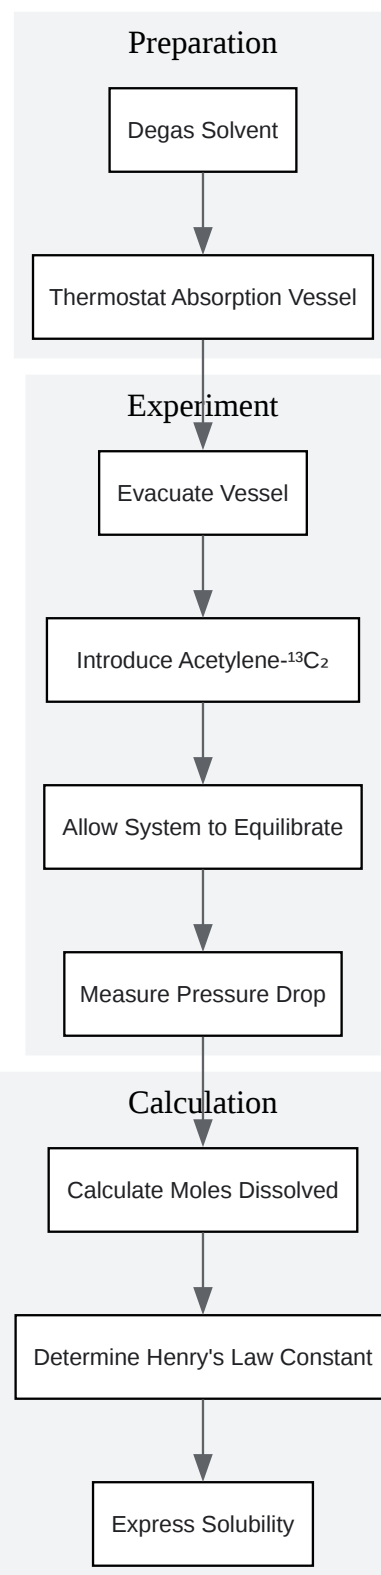 Preparation
Degas Solvent
Thermostat Absorption Vessel
Experiment
Evacuate Vessel
Introduce Acetylene-¹³C₂
Allow System to Equilibrate
Measure Pressure Drop
Calculation
Calculate Moles Dissolved
Determine Henry's Law Constant
Express Solubility